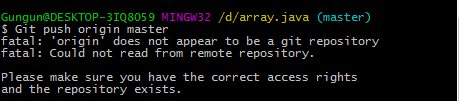 Gungun@DESKTOP-3IQ8O59 MINGW32 /d/array.java (master)
$ Git push origin master
fatal: 'origin' does not appear to be a git repository
fatal: Could not read from remote repository.
Please make sure you have the correct access rights
and the repository exists.